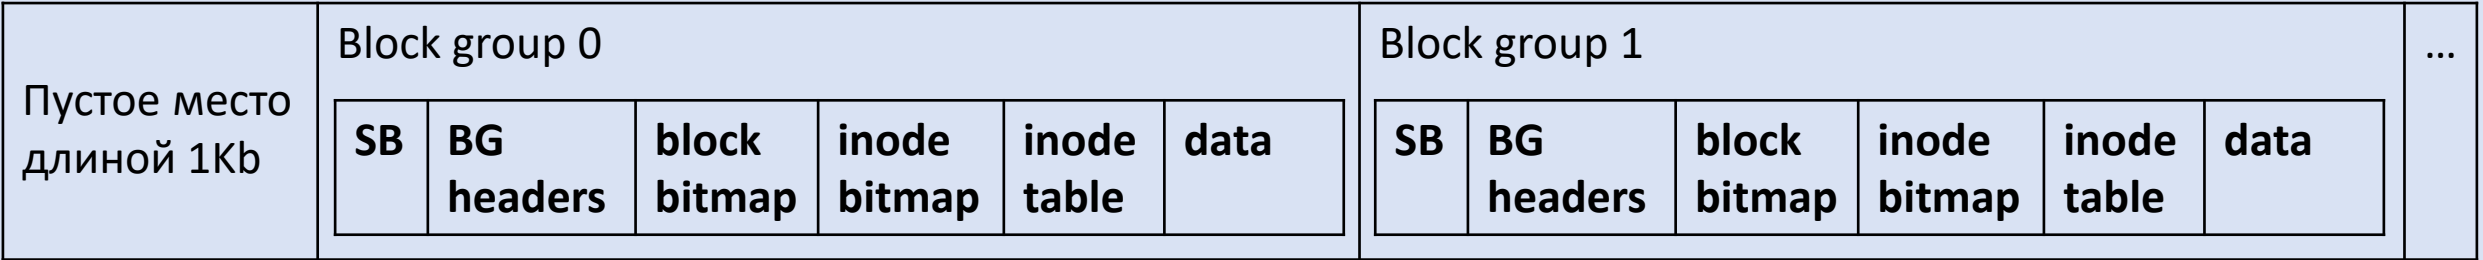 Пустое место
длиной 1Kb
Block group 0
SB
BG
headers
block
bitmap
inode
bitmap
inode
table
data
Block group 1
SB
BG
headers
block
bitmap
inode
bitmap
inode
table
data
...